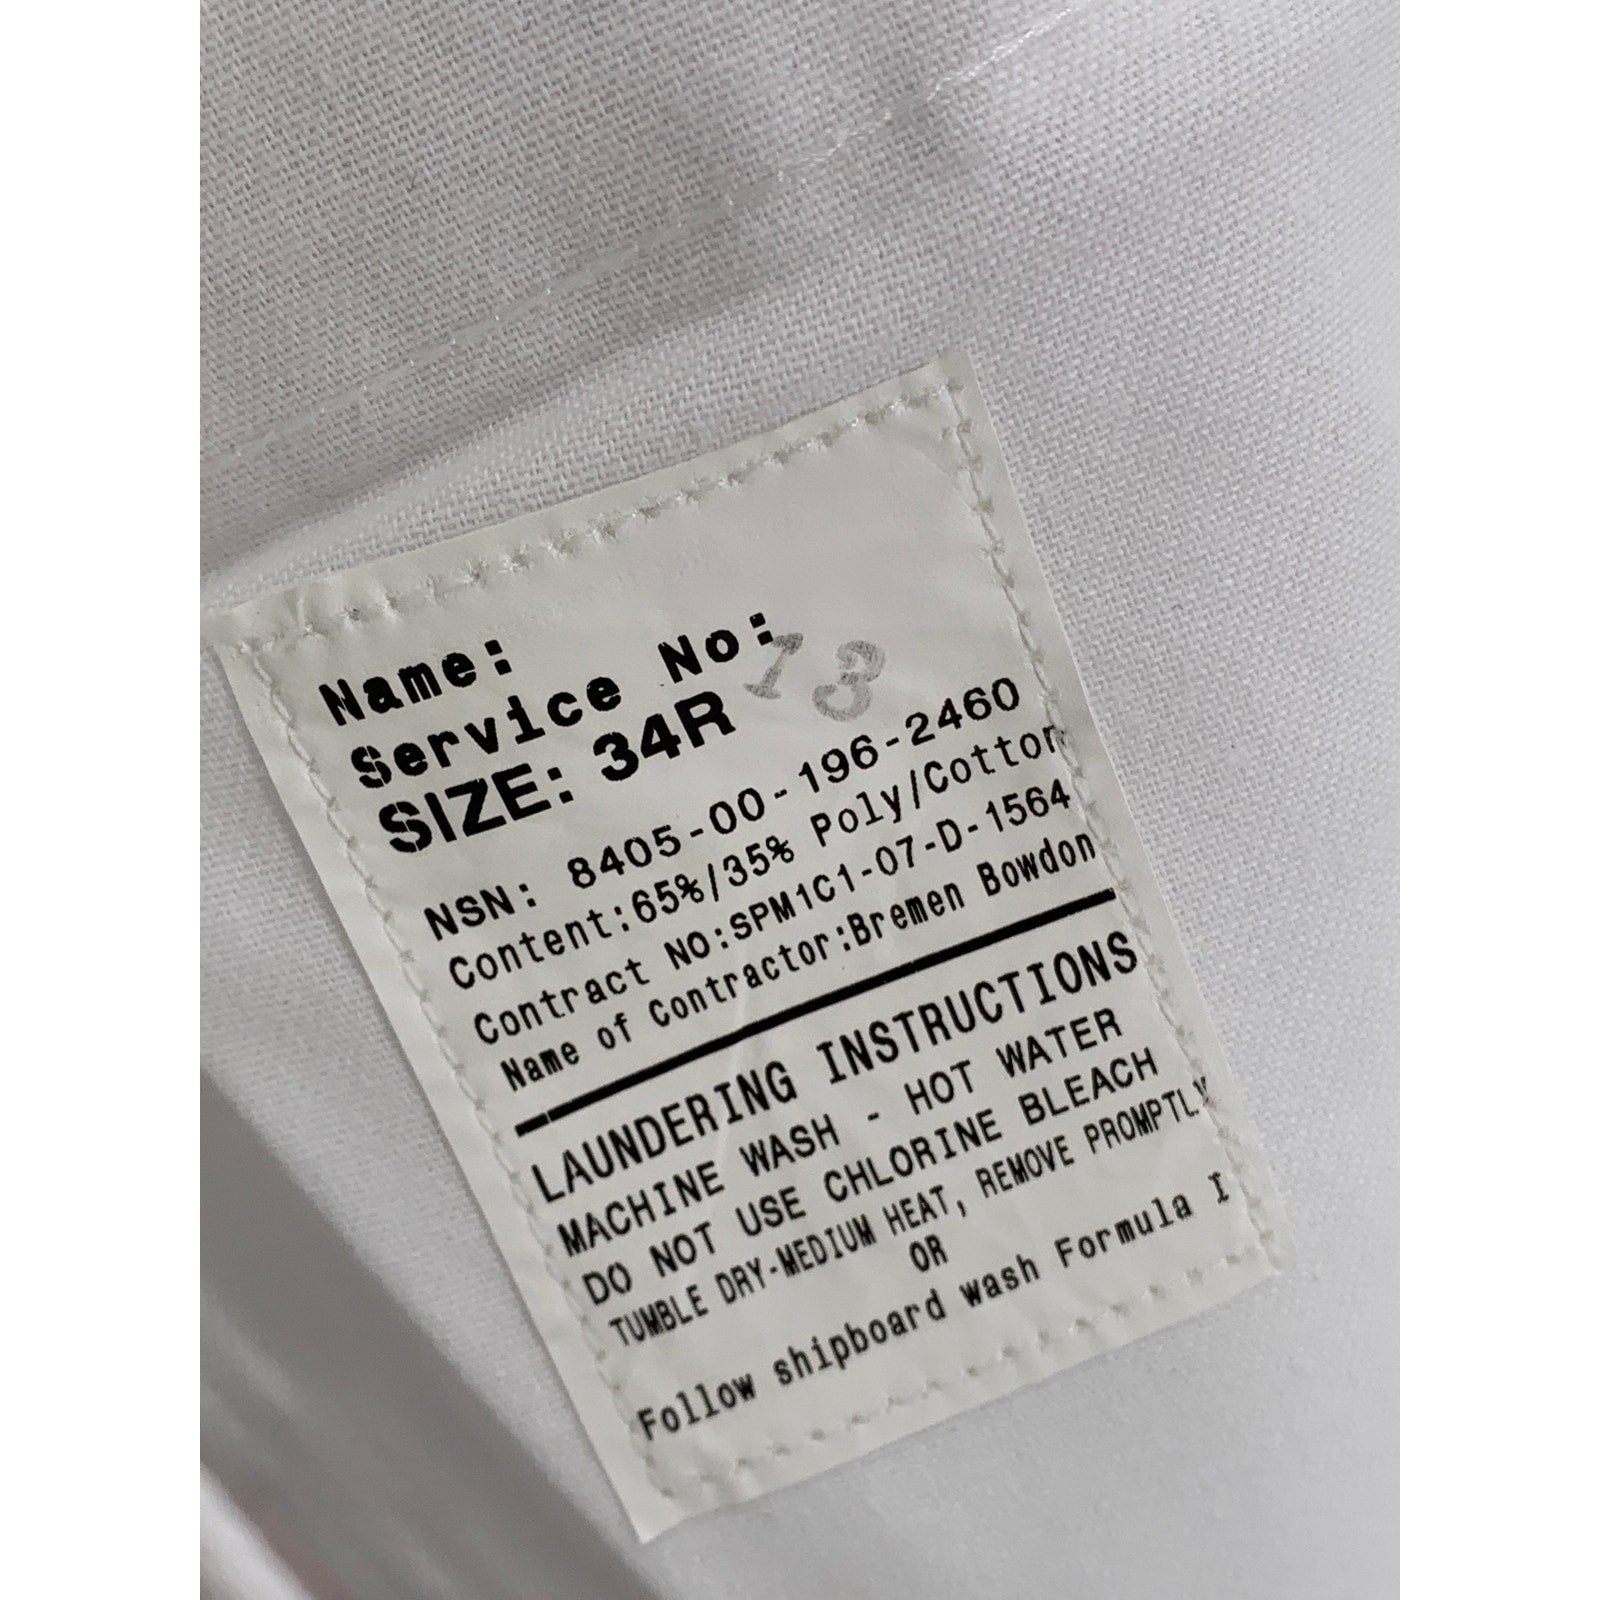 Name:
Service No:
13
SIZE: 34R
NSN: 8405-00-196-2460
Content:65%/35% Poly/Cotton
Contract NO:SPM1C1-07-D-1564
Name of Contractor:Bremen Bowdon
LAUNDERING INSTRUCTIONS
MACHINE WASH - HOT WATER
DO NOT USE CHLORINE BLEACH
TUMBLE DRY-MEDIUM HEAT, REMOVE PROMPTLY
OR
Follow shipboard wash Formula I